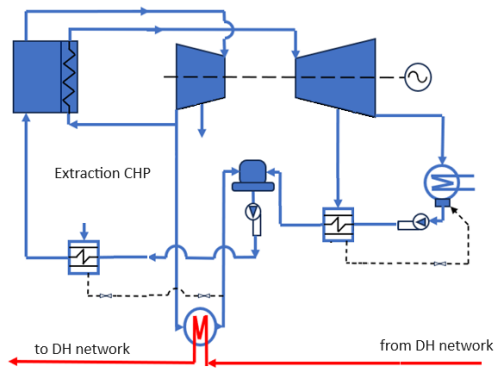 Extraction CHP
to DH network
from DH network